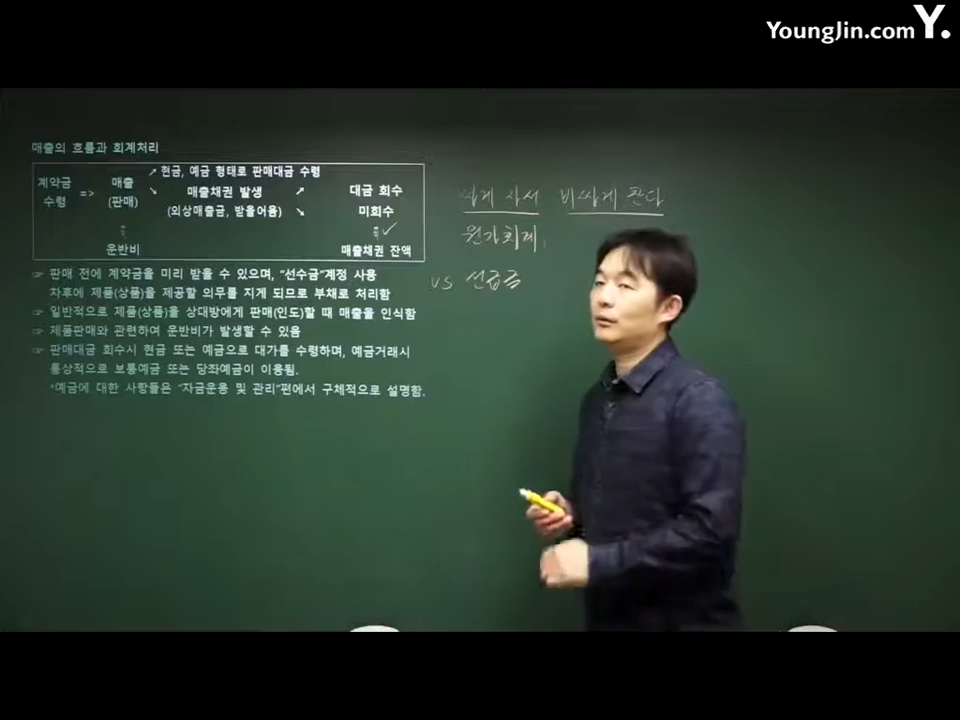 YoungJin.com Y.
매출의 흐름과 회계처리
↗ 현금, 예금 형태로 판매대금 수령
계약금 => 매출 ↘ 매출채권 발생 ↗ 대금 회수
수령 (판매) (외상매출금, 받을어음) ↘ 미회수
운반비 매출채권 잔액
☞ 판매 전에 계약금을 미리 받을 수 있으며, "선수금"계정 사용
차후에 제품(상품)을 제공할 의무를 지게 되므로 부채로 처리함
☞ 일반적으로 제품(상품)을 상대방에게 판매(인도)할 때 매출을 인식함
☞ 제품판매와 관련하여 운반비가 발생할 수 있음
☞ 판매대금 회수시 현금 또는 예금으로 대가를 수령하며, 예금거래시
통상적으로 보통예금 또는 당좌예금이 이용됨.
*예금에 대한 사항들은 "자금운용 및 관리"편에서 구체적으로 설명함.
싸게 사서 비싸게 판다
원가회계,
vs 선급금